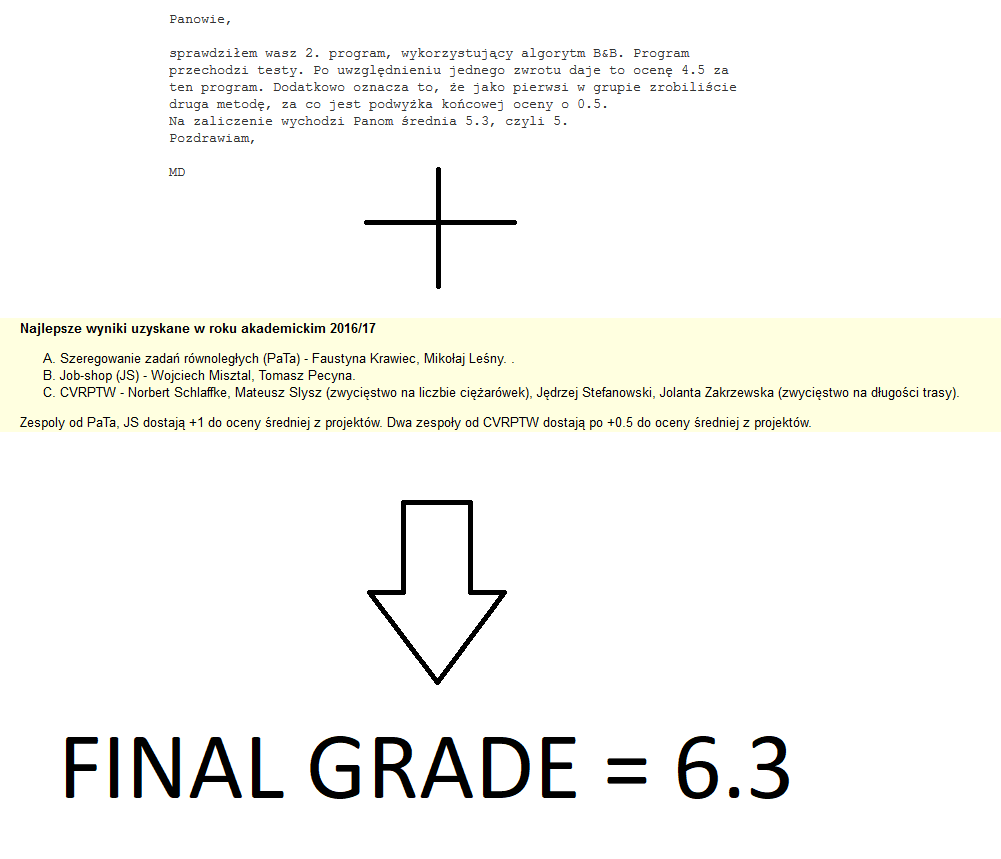 Panowie,
sprawdziłem wasz 2. program, wykorzystujący algorytm B&B. Program
przechodzi testy. Po uwzględnieniu jednego zwrotu daje to ocenę 4.5 za
ten program. Dodatkowo oznacza to, że jako pierwsi w grupie zrobiliście
druga metodę, za co jest podwyżka końcowej oceny o 0.5.
Na zaliczenie wychodzi Panom średnia 5.3, czyli 5.
Pozdrawiam,
MD
Najlepsze wyniki uzyskane w roku akademickim 2016/17
A. Szeregowanie zadań równoległych (PaTa) - Faustyna Krawiec, Mikołaj Leśny. .
B. Job-shop (JS) - Wojciech Misztal, Tomasz Pecyna.
C. CVRPTW - Norbert Schlaffke, Mateusz Slysz (zwycięstwo na liczbie ciężarówek), Jędrzej Stefanowski, Jolanta Zakrzewska (zwycięstwo na długości trasy).
Zespoly od PaTa, JS dostają +1 do oceny średniej z projektów. Dwa zespoły od CVRPTW dostają po +0.5 do oceny średniej z projektów.
FINAL GRADE = 6.3